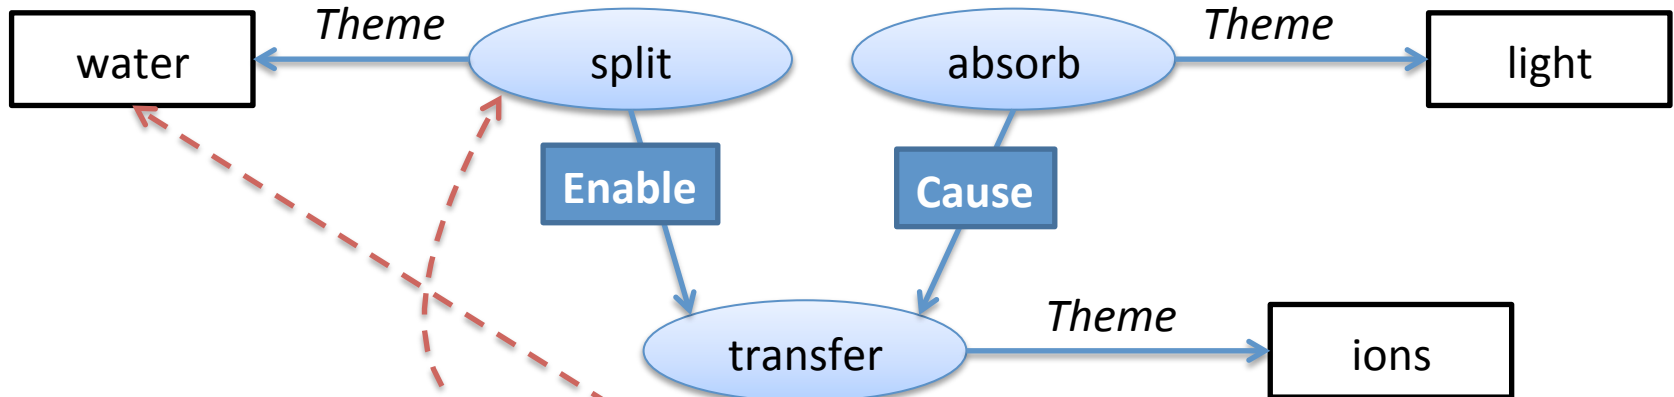 Theme Theme
water split absorb light
Enable Cause
Theme
transfer ions